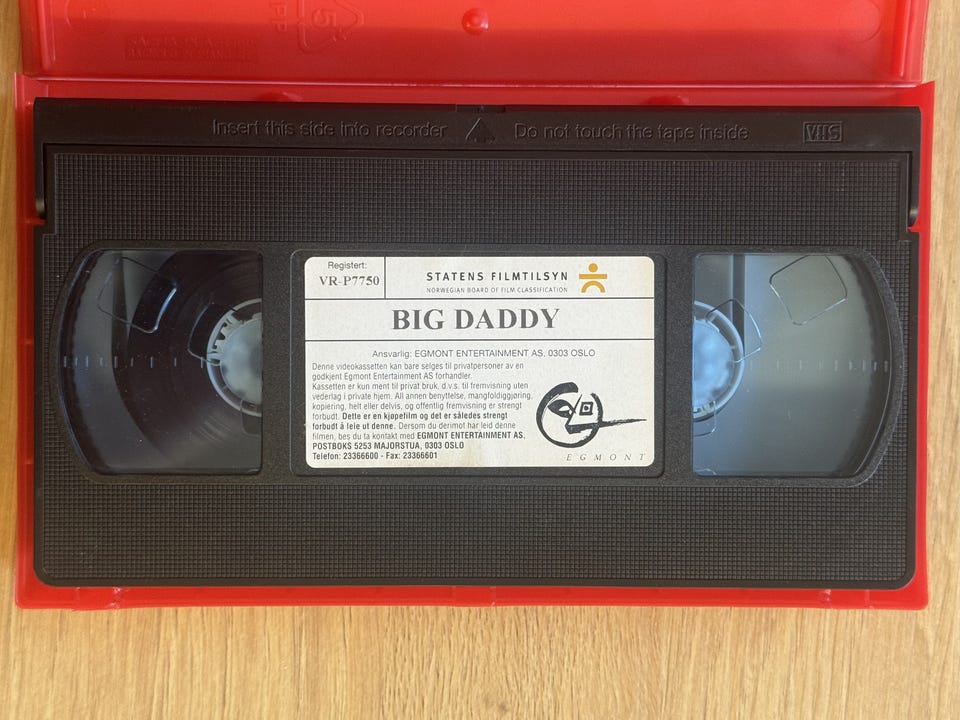 Insert this side into recorder
Do not touch the tape inside
VHS
Registert:
VR-P7750
STATENS FILMTILSYN
NORWEGIAN BOARD OF FILM CLASSIFICATION
BIG DADDY
Ansvarlig: EGMONT ENTERTAINMENT AS, 0303 OSLO
Denne videokassetten kan bare selges til privatpersoner av en
godkjent Egmont Entertainment AS forhandler.
Kassetten er kun ment til privat bruk, d.v.s. til fremvisning uten
vederlag i private hjem. All annen benyttelse, mangfoldiggjøring,
kopiering, helt eller delvis, og offentlig fremvisning er strengt
forbudt. Dette er en kjøpefilm og det er således strengt
forbudt å leie ut denne. Dersom du derimot har leid denne
filmen, bes du ta kontakt med EGMONT ENTERTAINMENT AS,
POSTBOKS 5253 MAJORSTUA, 0303 OSLO
Telefon: 23366600 - Fax: 23366601
EGMONT